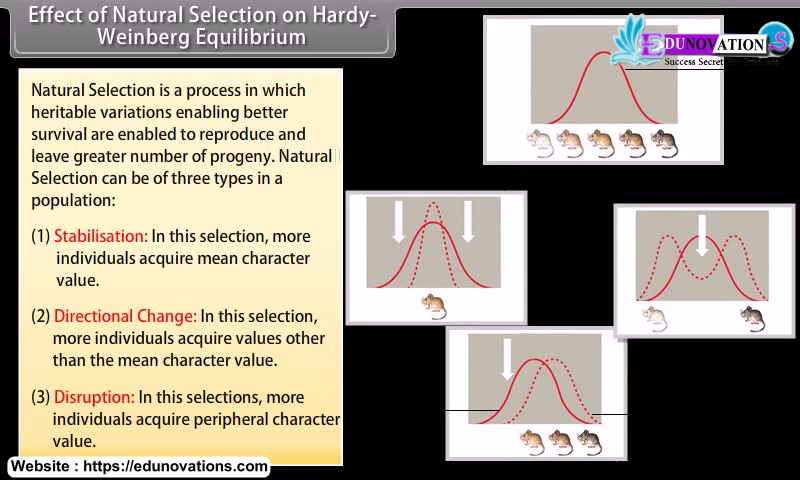 Effect of Natural Selection on Hardy-
Weinberg Equilibrium
EDUNOVATION S
Success Secret For Students
Natural Selection is a process in which
heritable variations enabling better
survival are enabled to reproduce and
leave greater number of progeny. Natural
Selection can be of three types in a
population:
(1) Stabilisation: In this selection, more
individuals acquire mean character
value.
(2) Directional Change: In this selection,
more individuals acquire values other
than the mean character value.
(3) Disruption: In this selections, more
individuals acquire peripheral character
value.
Website : https://edunovations.com